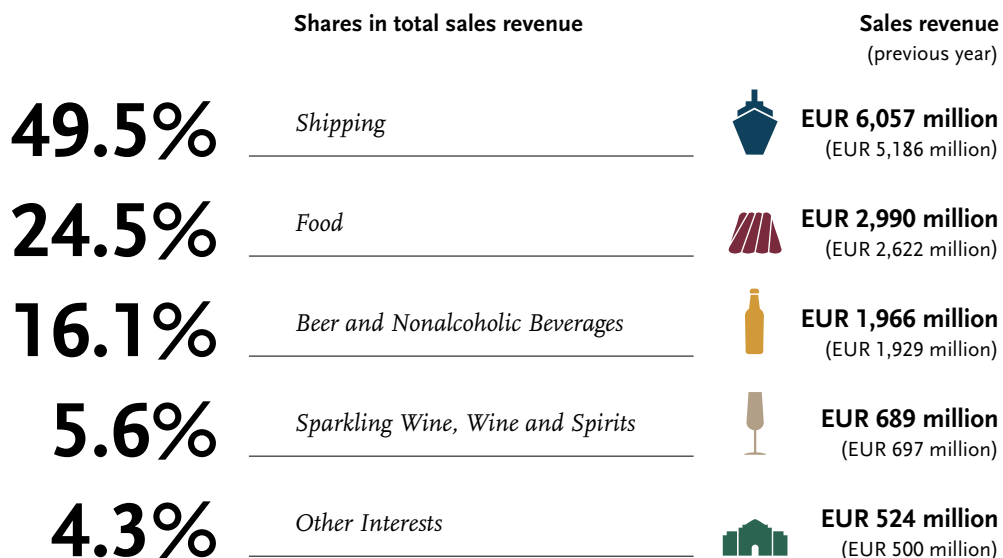 Shares in total sales revenue
Sales revenue
(previous year)
49.5%
Shipping
EUR 6,057 million
(EUR 5,186 million)
24.5%
Food
EUR 2,990 million
(EUR 2,622 million)
16.1%
Beer and Nonalcoholic Beverages
EUR 1,966 million
(EUR 1,929 million)
5.6%
Sparkling Wine, Wine and Spirits
EUR 689 million
(EUR 697 million)
4.3%
Other Interests
EUR 524 million
(EUR 500 million)